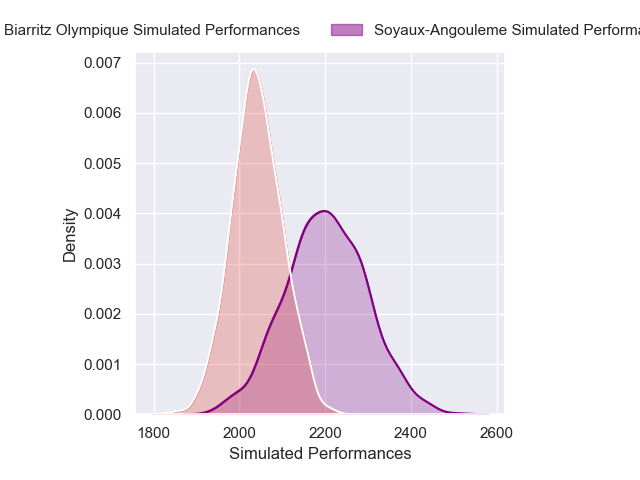 Biarritz Olympique Simulated Performances
Soyaux-Angouleme Simulated
0.007
0.006
0.005
0.004
0.003
0.002
0.001
0.000
Density
1800 2000 2200 2400 2600
Simulated Performances